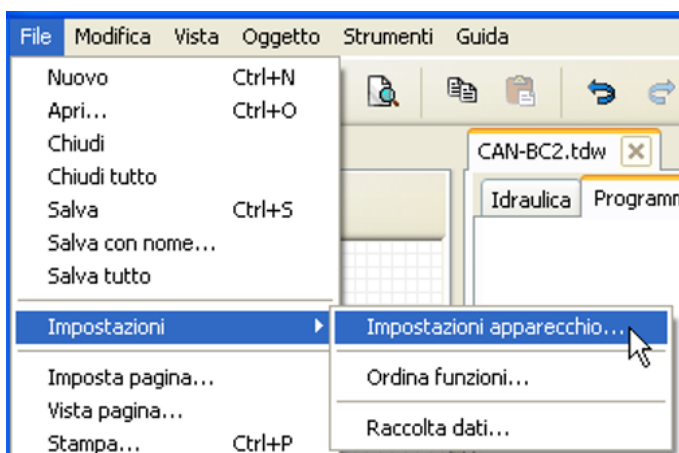 File Modifica Vista Oggetto Strumenti Guida
Nuovo Ctrl+N
Apri... Ctrl+O
Chiudi
Chiudi tutto
Salva Ctrl+S
Salva con nome...
Salva tutto
Impostazioni
Imposta pagina...
Vista pagina...
Stampa... Ctrl+P
Impostazioni apparecchio...
Ordina funzioni...
Raccolta dati...
CAN-BC2.tdw
Idraulica Programm